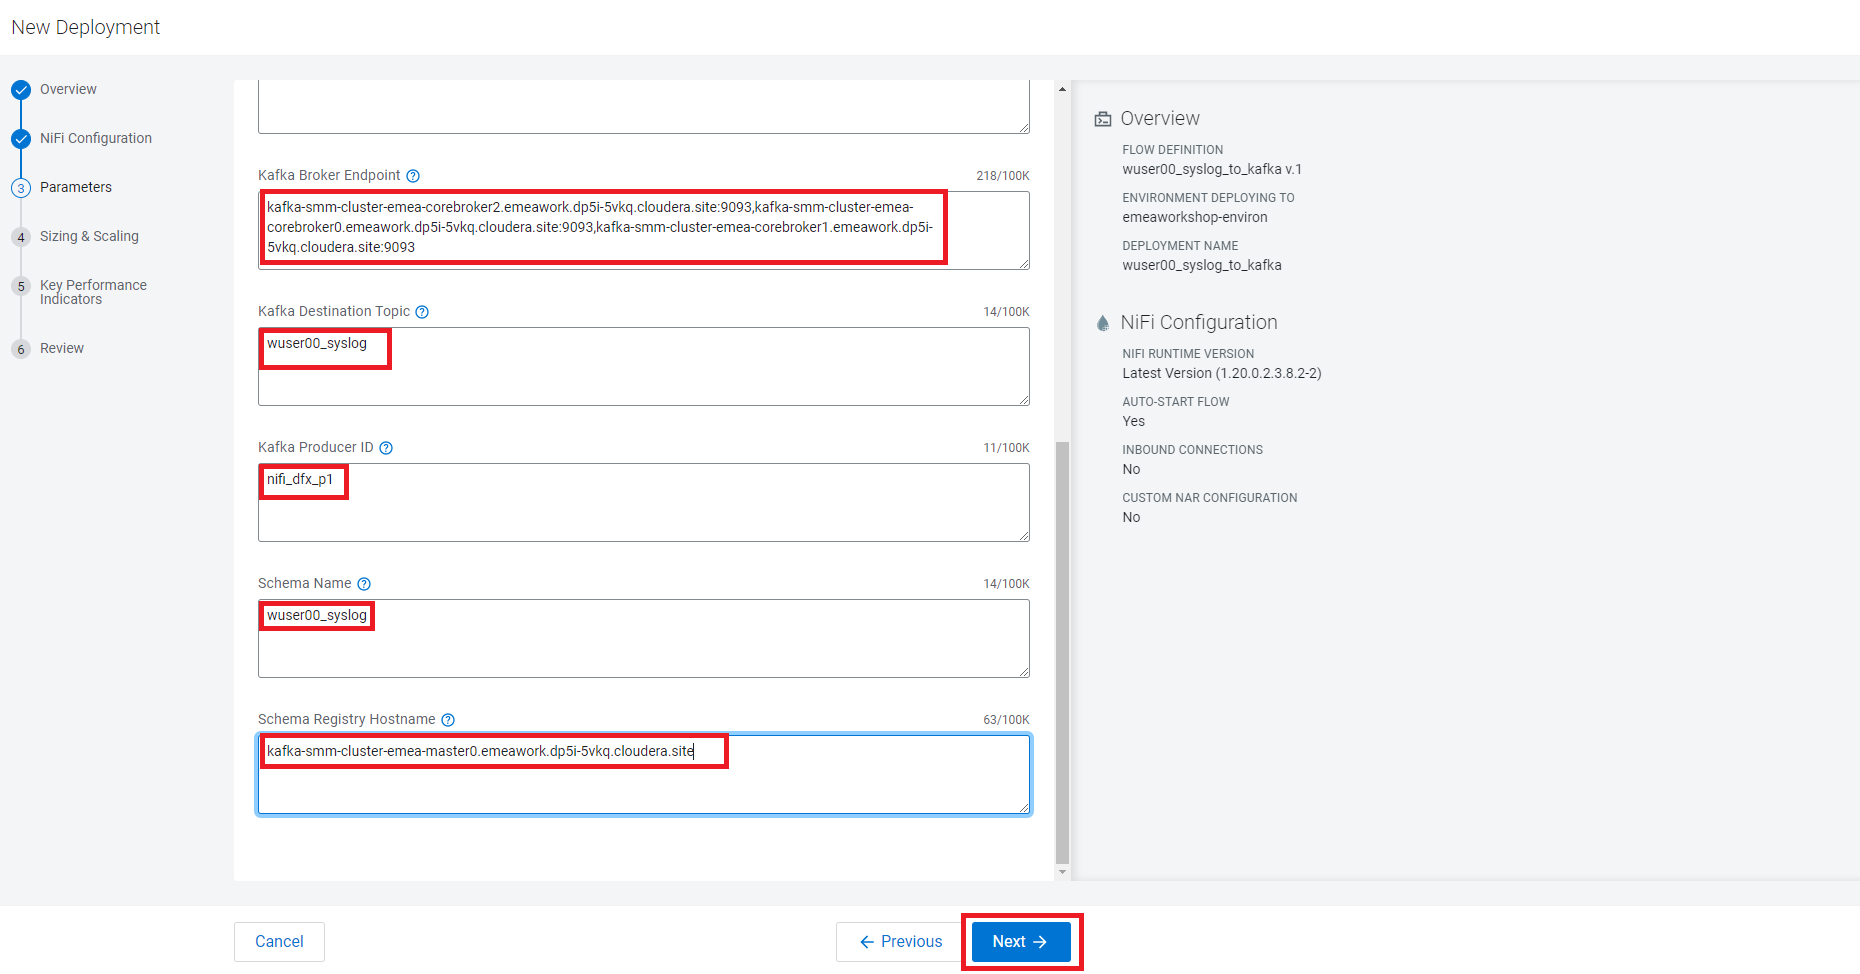 New Deployment
Overview
NiFi Configuration
3 Parameters
4 Sizing & Scaling
5 Key Performance
Indicators
6 Review
Kafka Broker Endpoint ? 218/100K
kafka-smm-cluster-emea-corebroker2.emeawork.dp5i-5vkq.cloudera.site:9093,kafka-smm-cluster-emea-
corebroker0.emeawork.dp5i-5vkq.cloudera.site:9093,kafka-smm-cluster-emea-corebroker1.emeawork.dp5i-
5vkq.cloudera.site:9093
Kafka Destination Topic ? 14/100K
wuser00_syslog
Kafka Producer ID ? 11/100K
nifi_dfx_p1
Schema Name ? 14/100K
wuser00_syslog
Schema Registry Hostname ? 63/100K
kafka-smm-cluster-emea-master0.emeawork.dp5i-5vkq.cloudera.site
Overview
FLOW DEFINITION
wuser00_syslog_to_kafka v.1
ENVIRONMENT DEPLOYING TO
emeaworkshop-environ
DEPLOYMENT NAME
wuser00_syslog_to_kafka
NiFi Configuration
NIFI RUNTIME VERSION
Latest Version (1.20.0.2.3.8.2-2)
AUTO-START FLOW
Yes
INBOUND CONNECTIONS
No
CUSTOM NAR CONFIGURATION
No
Cancel
← Previous
Next →